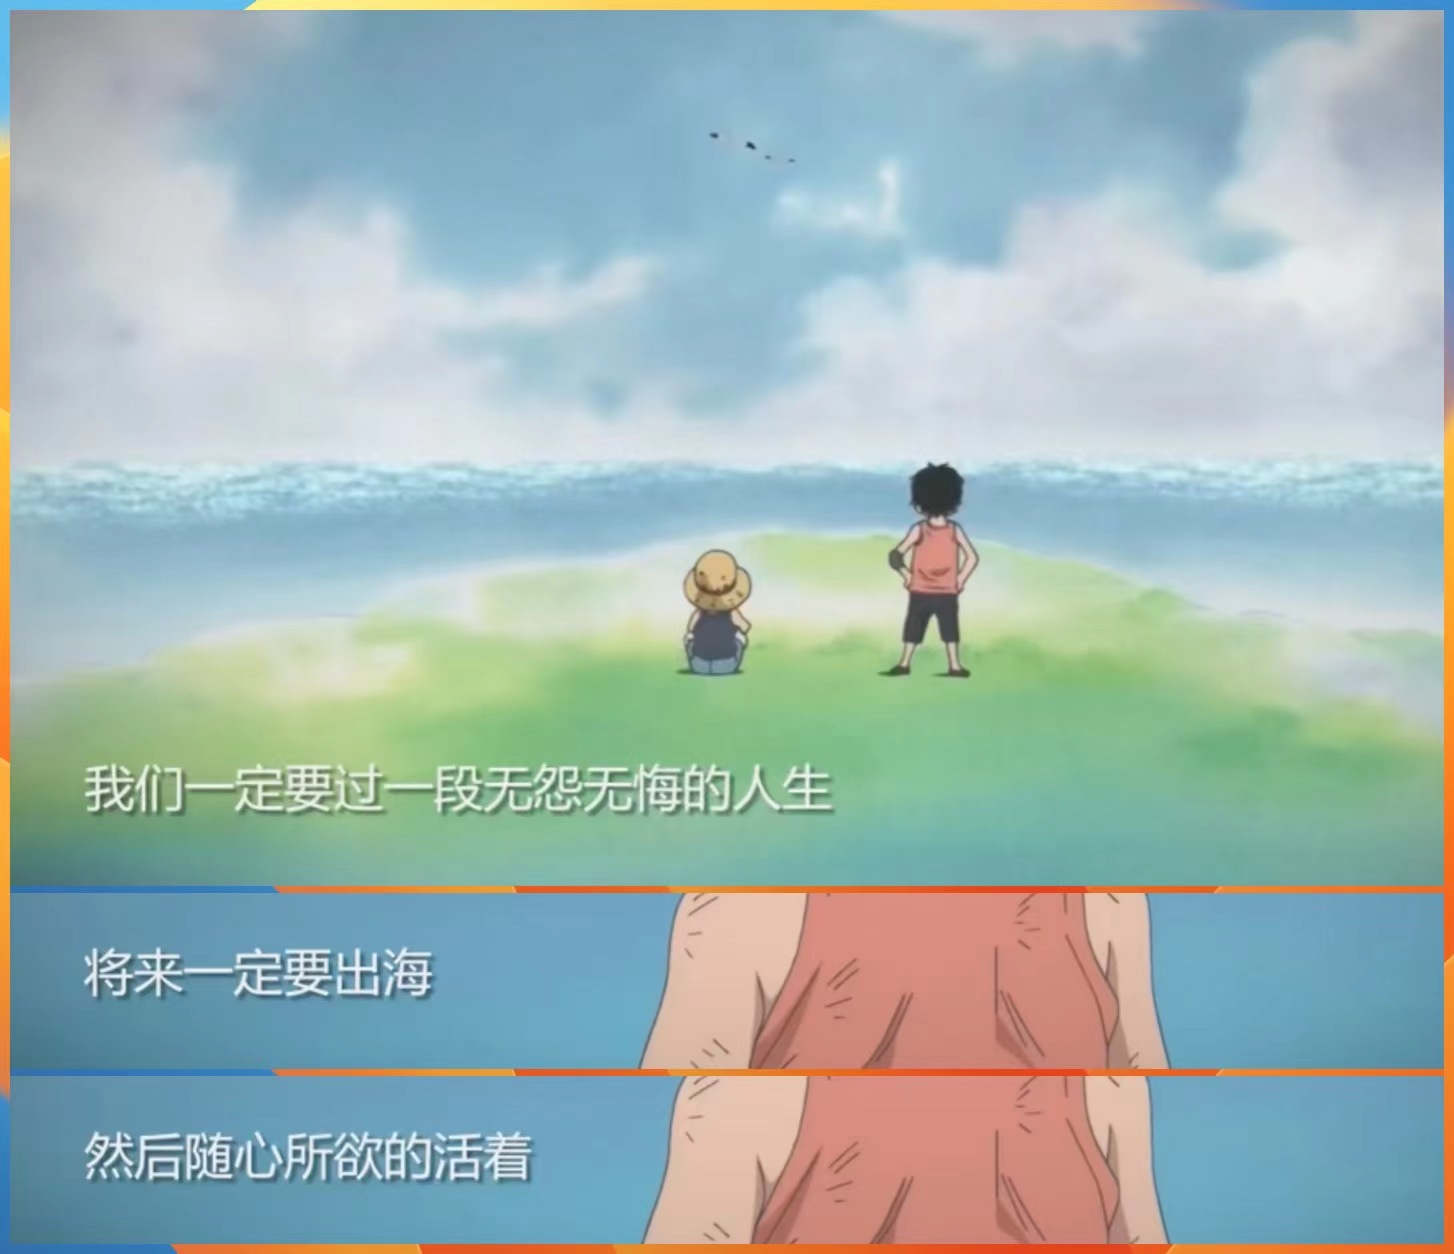 我们一定要过一段无怨无悔的人生
将来一定要出海
然后随心所欲的活着